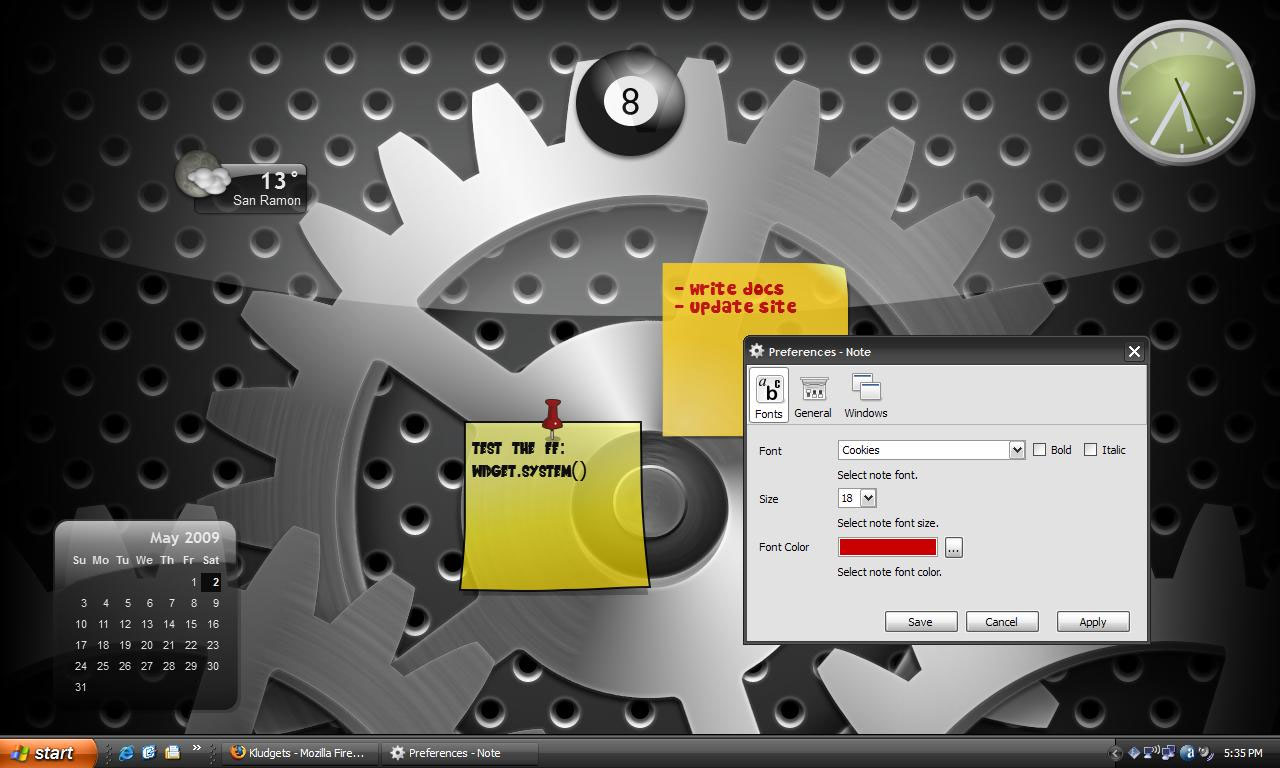 8
13°
San Ramon
- write docs
- update site
TEST THE FF:
WIDGET.SYSTEM()
Preferences - Note
abc
Fonts
General
Windows
Font
Cookies
Bold
Italic
Select note font.
Size
18
Select note font size.
Font Color
...
Select note font color.
Save
Cancel
Apply
May 2009
Su Mo Tu We Th Fr Sat
1 2
3 4 5 6 7 8 9
10 11 12 13 14 15 16
17 18 19 20 21 22 23
24 25 26 27 28 29 30
31
start
»
Kludgets - Mozilla Fire...
Preferences - Note
5:35 PM